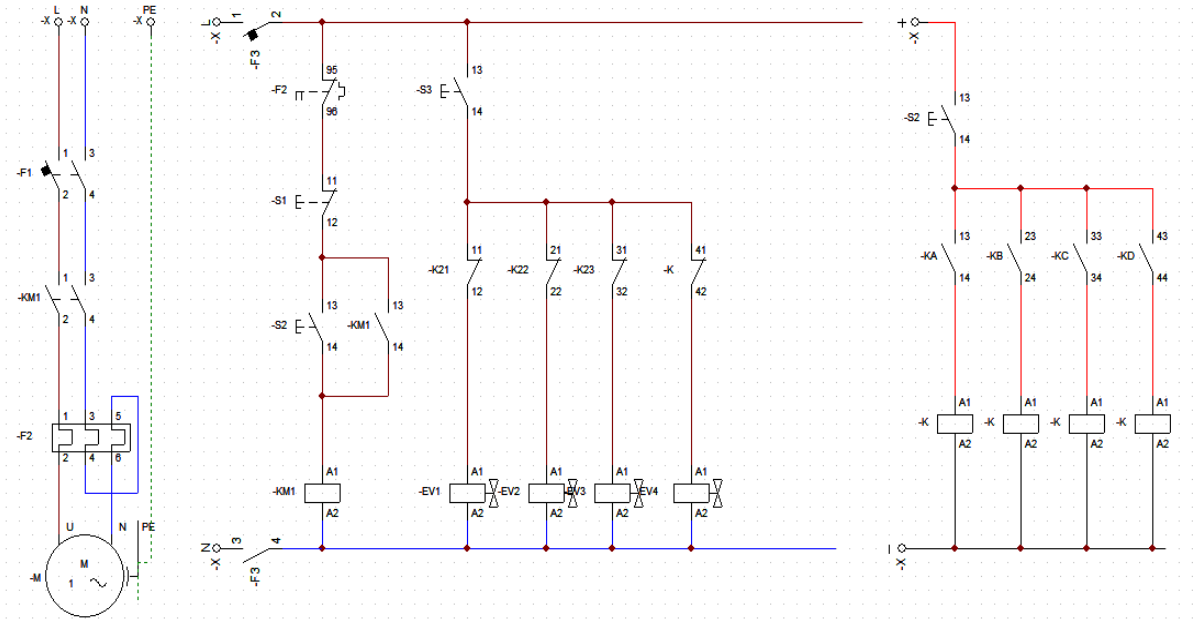 L N PE
-X -X -X
-F1 1 3
2 4
-KM1 1 3
2 4
-F2 1 3 5
2 4 6
U N PE
-M M
1
L -X 1 2
-F3
-F2 95
96
-S1 11
12
-S2 13
14
-KM1 13
14
-KM1 A1
A2
-S3 13
14
-K21 11
12
-K22 21
22
-K23 31
32
-K 41
42
-EV1 A1
A2
-EV2 A1
A2
-EV3 A1
A2
-EV4 A1
A2
N -X 3 4
-F3
+ -X
-S2 13
14
-KA 13
14
-KB 23
24
-KC 33
34
-KD 43
44
-K A1
A2
-K A1
A2
-K A1
A2
-K A1
A2
- -X